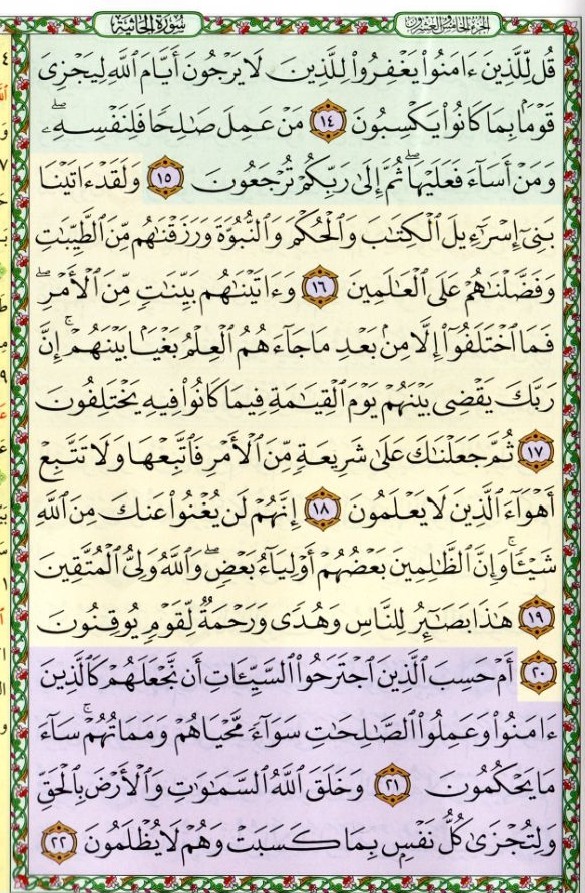 الجزء الخامس والعشرون
سورة الجاثية
قُل لِّلَّذِينَ ءَامَنُوا۟ يَغْفِرُوا۟ لِلَّذِينَ لَا يَرْجُونَ أَيَّامَ ٱللَّهِ لِيَجْزِىَ
قَوْمًۢا بِمَا كَانُوا۟ يَكْسِبُونَ ١٤ مَنْ عَمِلَ صَٰلِحًا فَلِنَفْسِهِۦۖ
وَمَنْ أَسَآءَ فَعَلَيْهَاۖ ثُمَّ إِلَىٰ رَبِّكُمْ تُرْجَعُونَ ١٥ وَلَقَدْ ءَاتَيْنَا
بَنِىٓ إِسْرَٰٓءِيلَ ٱلْكِتَٰبَ وَٱلْحُكْمَ وَٱلنُّبُوَّةَ وَرَزَقْنَٰهُم مِّنَ ٱلطَّيِّبَٰتِ
وَفَضَّلْنَٰهُمْ عَلَى ٱلْعَٰلَمِينَ ١٦ وَءَاتَيْنَٰهُم بَيِّنَٰتٍ مِّنَ ٱلْأَمْرِۖ
فَمَا ٱخْتَلَفُوٓا۟ إِلَّا مِنۢ بَعْدِ مَا جَآءَهُمُ ٱلْعِلْمُ بَغْيًۢا بَيْنَهُمْۚ إِنَّ
رَبَّكَ يَقْضِى بَيْنَهُمْ يَوْمَ ٱلْقِيَٰمَةِ فِيمَا كَانُوا۟ فِيهِ يَخْتَلِفُونَ
١٧ ثُمَّ جَعَلْنَٰكَ عَلَىٰ شَرِيعَةٍ مِّنَ ٱلْأَمْرِ فَٱتَّبِعْهَا وَلَا تَتَّبِعْ
أَهْوَآءَ ٱلَّذِينَ لَا يَعْلَمُونَ ١٨ إِنَّهُمْ لَن يُغْنُوا۟ عَنكَ مِنَ ٱللَّهِ
شَيْـًٔاۚ وَإِنَّ ٱلظَّٰلِمِينَ بَعْضُهُمْ أَوْلِيَآءُ بَعْضٍۖ وَٱللَّهُ وَلِىُّ ٱلْمُتَّقِينَ
١٩ هَٰذَا بَصَٰٓئِرُ لِلنَّاسِ وَهُدًى وَرَحْمَةٌ لِّقَوْمٍ يُوقِنُونَ
٢٠ أَمْ حَسِبَ ٱلَّذِينَ ٱجْتَرَحُوا۟ ٱلسَّيِّـَٔاتِ أَن نَّجْعَلَهُمْ كَٱلَّذِينَ
ءَامَنُوا۟ وَعَمِلُوا۟ ٱلصَّٰلِحَٰتِ سَوَآءً مَّحْيَاهُمْ وَمَمَاتُهُمْۚ سَآءَ
مَا يَحْكُمُونَ ٢١ وَخَلَقَ ٱللَّهُ ٱلسَّمَٰوَٰتِ وَٱلْأَرْضَ بِٱلْحَقِّ
وَلِتُجْزَىٰ كُلُّ نَفْسٍۭ بِمَا كَسَبَتْ وَهُمْ لَا يُظْلَمُونَ ٢٢